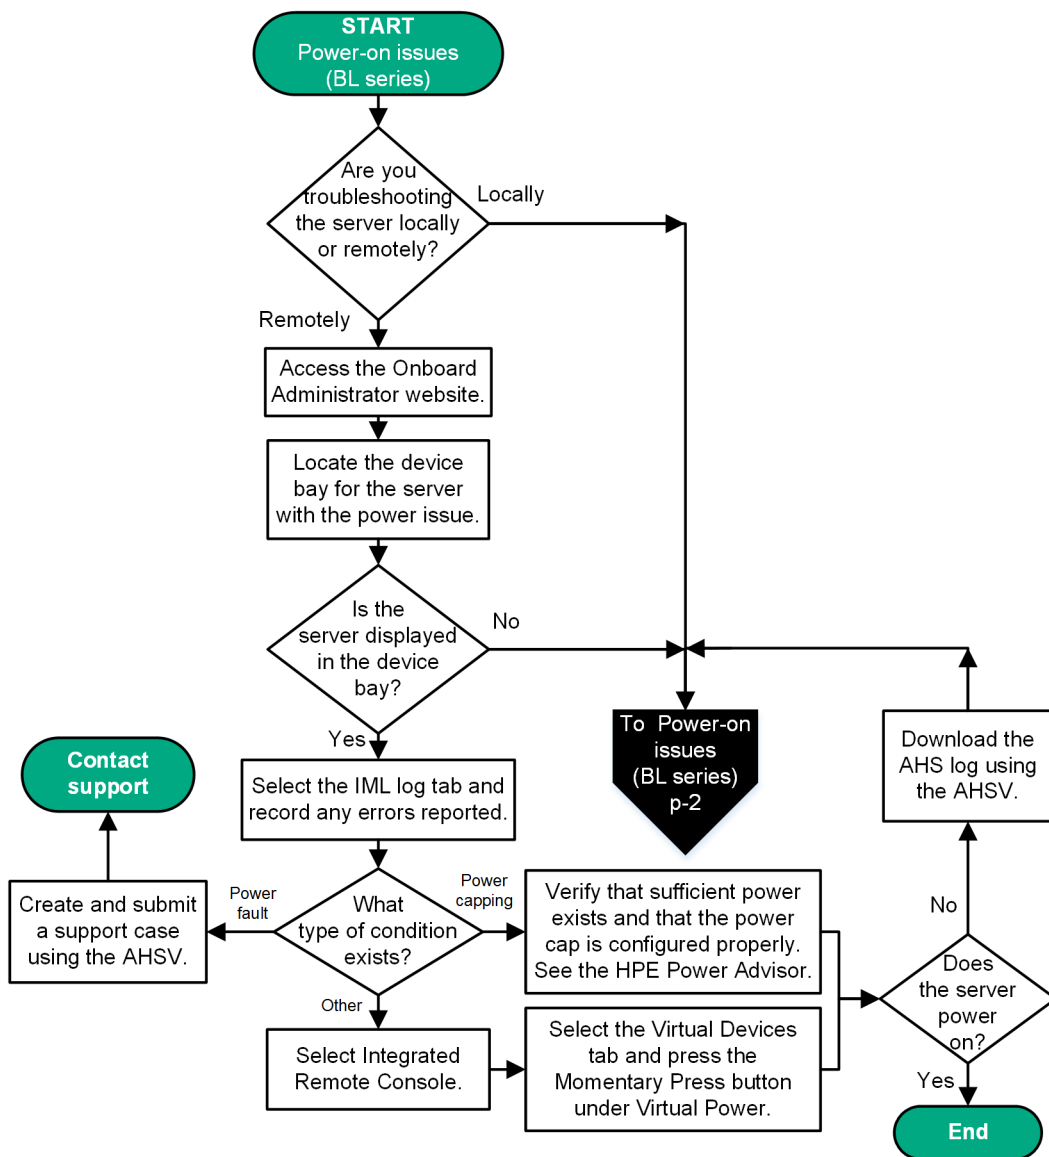 START
Power-on issues
(BL series)
Are you
troubleshooting
the server locally
or remotely?
Locally
Remotely
Access the Onboard
Administrator website.
Locate the device
bay for the server
with the power issue.
Is the
server displayed
in the device
bay?
No
Yes
To Power-on
issues
(BL series)
p-2
Download the
AHS log using
the AHSV.
Contact
support
Select the IML log tab and
record any errors reported.
Create and submit
a support case
using the AHSV.
Power
fault
What
type of condition
exists?
Power
capping
Verify that sufficient power
exists and that the power
cap is configured properly.
See the HPE Power Advisor.
No
Does
the server
power
on?
Other
Select Integrated
Remote Console.
Select the Virtual Devices
tab and press the
Momentary Press button
under Virtual Power.
Yes
End